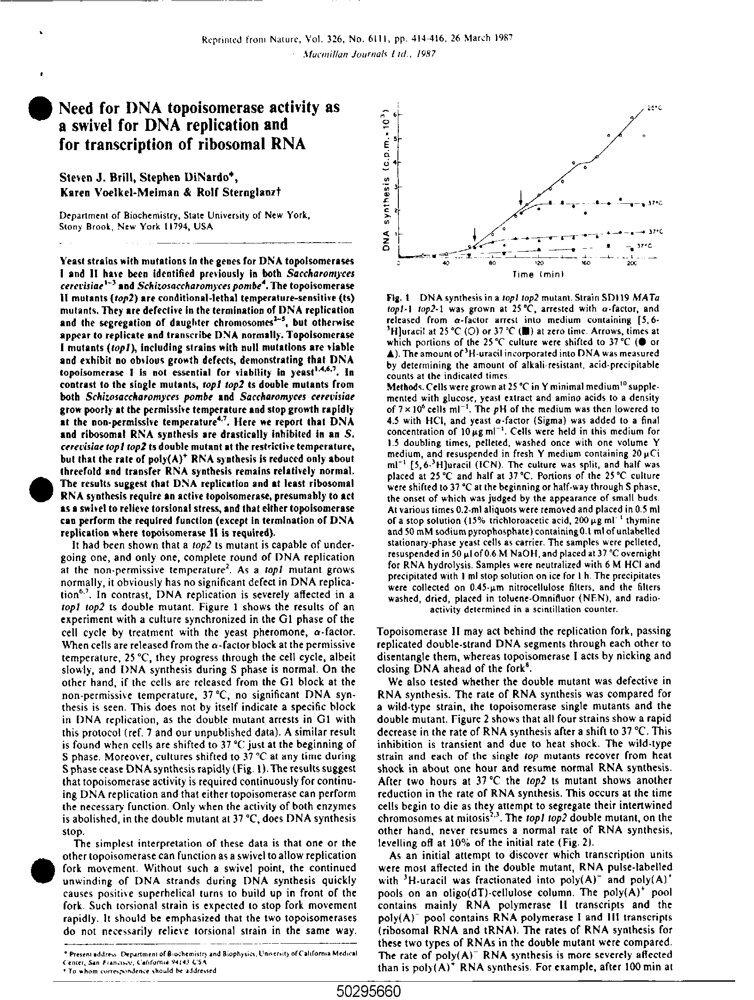 Reprinted from Nature, Vol. 326, No. 6111, pp. 414-416, 26 March 1987
Macmillan Journals Ltd., 1987
Need for DNA topoisomerase activity as
a swivel for DNA replication and
for transcription of ribosomal RNA
Steven J. Brill, Stephen DiNardo*,
Karen Voelkel-Meiman & Rolf Sternglanz†
Department of Biochemistry, State University of New York,
Stony Brook, New York 11794, USA
Yeast strains with mutations in the genes for DNA topoisomerases
I and II have been identified previously in both Saccharomyces
cerevisiae¹⁻³ and Schizosaccharomyces pombe⁴. The topoisomerase
II mutants (top2) are conditional-lethal temperature-sensitive (ts)
mutants. They are defective in the termination of DNA replication
and the segregation of daughter chromosomes²⁻⁵, but otherwise
appear to replicate and transcribe DNA normally. Topoisomerase
I mutants (top1), including strains with null mutations are viable
and exhibit no obvious growth defects, demonstrating that DNA
topoisomerase I is not essential for viability in yeast¹,⁴,⁶,⁷. In
contrast to the single mutants, top1 top2 ts double mutants from
both Schizosaccharomyces pombe and Saccharomyces cerevisiae
grow poorly at the permissive temperature and stop growth rapidly
at the non-permissive temperature⁴,⁷. Here we report that DNA
and ribosomal RNA synthesis are drastically inhibited in an S.
cerevisiae top1 top2 ts double mutant at the restrictive temperature,
but that the rate of poly(A)⁺ RNA synthesis is reduced only about
threefold and transfer RNA synthesis remains relatively normal.
The results suggest that DNA replication and at least ribosomal
RNA synthesis require an active topoisomerase, presumably to act
as a swivel to relieve torsional stress, and that either topoisomerase
can perform the required function (except in termination of DNA
replication where topoisomerase II is required).
It had been shown that a top2 ts mutant is capable of under-
going one, and only one, complete round of DNA replication
at the non-permissive temperature². As a top1 mutant grows
normally, it obviously has no significant defect in DNA replica-
tion⁶,⁷. In contrast, DNA replication is severely affected in a
top1 top2 ts double mutant. Figure 1 shows the results of an
experiment with a culture synchronized in the G1 phase of the
cell cycle by treatment with the yeast pheromone, α-factor.
When cells are released from the α-factor block at the permissive
temperature, 25 °C, they progress through the cell cycle, albeit
slowly, and DNA synthesis during S phase is normal. On the
other hand, if the cells are released from the G1 block at the
non-permissive temperature, 37 °C, no significant DNA syn-
thesis is seen. This does not by itself indicate a specific block
in DNA replication, as the double mutant arrests in G1 with
this protocol (ref. 7 and our unpublished data). A similar result
is found when cells are shifted to 37 °C just at the beginning of
S phase. Moreover, cultures shifted to 37 °C at any time during
S phase cease DNA synthesis rapidly (Fig. 1). The results suggest
that topoisomerase activity is required continuously for continu-
ing DNA replication and that either topoisomerase can perform
the necessary function. Only when the activity of both enzymes
is abolished, in the double mutant at 37 °C, does DNA synthesis
stop.
The simplest interpretation of these data is that one or the
other topoisomerase can function as a swivel to allow replication
fork movement. Without such a swivel point, the continued
unwinding of DNA strands during DNA synthesis quickly
causes positive superhelical turns to build up in front of the
fork. Such torsional strain is expected to stop fork movement
rapidly. It should be emphasized that the two topoisomerases
do not necessarily relieve torsional strain in the same way.
* Present address: Department of Biochemistry and Biophysics, University of California Medical
Center, San Francisco, California 94143 USA
† To whom correspondence should be addressed
DNA synthesis (c.p.m. ×10⁻³)
6
5
4
3
2
1
25°C
37°C
37°C
37°C
0 40 80 120 160 200
Time (min)
Fig. 1 DNA synthesis in a top1 top2 mutant. Strain SD119 MATa
top1-1 top2-1 was grown at 25 °C, arrested with α-factor, and
released from α-factor arrest into medium containing [5,6-
³H]uracil at 25 °C (○) or 37 °C (■) at zero time. Arrows, times at
which portions of the 25 °C culture were shifted to 37 °C (● or
▲). The amount of ³H-uracil incorporated into DNA was measured
by determining the amount of alkali-resistant, acid-precipitable
counts at the indicated times.
Methods. Cells were grown at 25 °C in Y minimal medium¹⁰ supple-
mented with glucose, yeast extract and amino acids to a density
of 7 × 10⁶ cells ml⁻¹. The pH of the medium was then lowered to
4.5 with HCl, and yeast α-factor (Sigma) was added to a final
concentration of 10 μg ml⁻¹. Cells were held in this medium for
1.5 doubling times, pelleted, washed once with one volume Y
medium, and resuspended in fresh Y medium containing 20 μCi
ml⁻¹ [5,6-³H]uracil (ICN). The culture was split, and half was
placed at 25 °C and half at 37 °C. Portions of the 25 °C culture
were shifted to 37 °C at the beginning or half-way through S phase,
the onset of which was judged by the appearance of small buds.
At various times 0.2-ml aliquots were removed and placed in 0.5 ml
of a stop solution (15% trichloroacetic acid, 200 μg ml⁻¹ thymine
and 50 mM sodium pyrophosphate) containing 0.1 ml of unlabelled
stationary-phase yeast cells as carrier. The samples were pelleted,
resuspended in 50 μl of 0.6 M NaOH, and placed at 37 °C overnight
for RNA hydrolysis. Samples were neutralized with 6 M HCl and
precipitated with 1 ml stop solution on ice for 1 h. The precipitates
were collected on 0.45-μm nitrocellulose filters, and the filters
washed, dried, placed in toluene-Omnifluor (NEN), and radio-
activity determined in a scintillation counter.
Topoisomerase II may act behind the replication fork, passing
replicated double-strand DNA segments through each other to
disentangle them, whereas topoisomerase I acts by nicking and
closing DNA ahead of the fork⁸.
We also tested whether the double mutant was defective in
RNA synthesis. The rate of RNA synthesis was compared for
a wild-type strain, the topoisomerase single mutants and the
double mutant. Figure 2 shows that all four strains show a rapid
decrease in the rate of RNA synthesis after a shift to 37 °C. This
inhibition is transient and due to heat shock. The wild-type
strain and each of the single top mutants recover from heat
shock in about one hour and resume normal RNA synthesis.
After two hours at 37 °C the top2 ts mutant shows another
reduction in the rate of RNA synthesis. This occurs at the time
cells begin to die as they attempt to segregate their intertwined
chromosomes at mitosis²,³. The top1 top2 double mutant, on the
other hand, never resumes a normal rate of RNA synthesis,
levelling off at 10% of the initial rate (Fig. 2).
As an initial attempt to discover which transcription units
were most affected in the double mutant, RNA pulse-labelled
with ³H-uracil was fractionated into poly(A)⁻ and poly(A)⁺
pools on an oligo(dT)-cellulose column. The poly(A)⁺ pool
contains mainly RNA polymerase II transcripts and the
poly(A)⁻ pool contains RNA polymerase I and III transcripts
(ribosomal RNA and tRNA). The rates of RNA synthesis for
these two types of RNAs in the double mutant were compared.
The rate of poly(A)⁻ RNA synthesis is more severely affected
than is poly(A)⁺ RNA synthesis. For example, after 100 min at
50295660